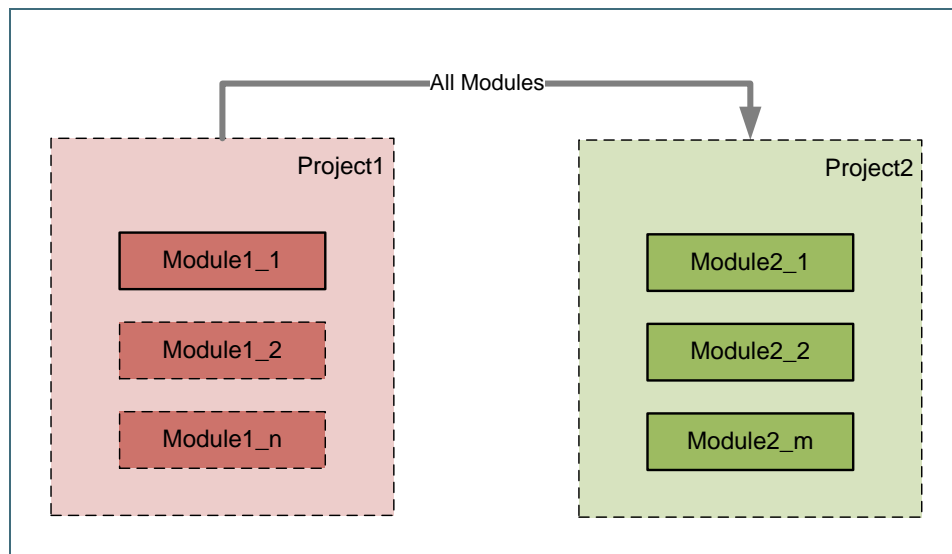 All Modules
Project1
Project2
Module1_1
Module2_1
Module1_2
Module2_2
Module1_n
Module2_m